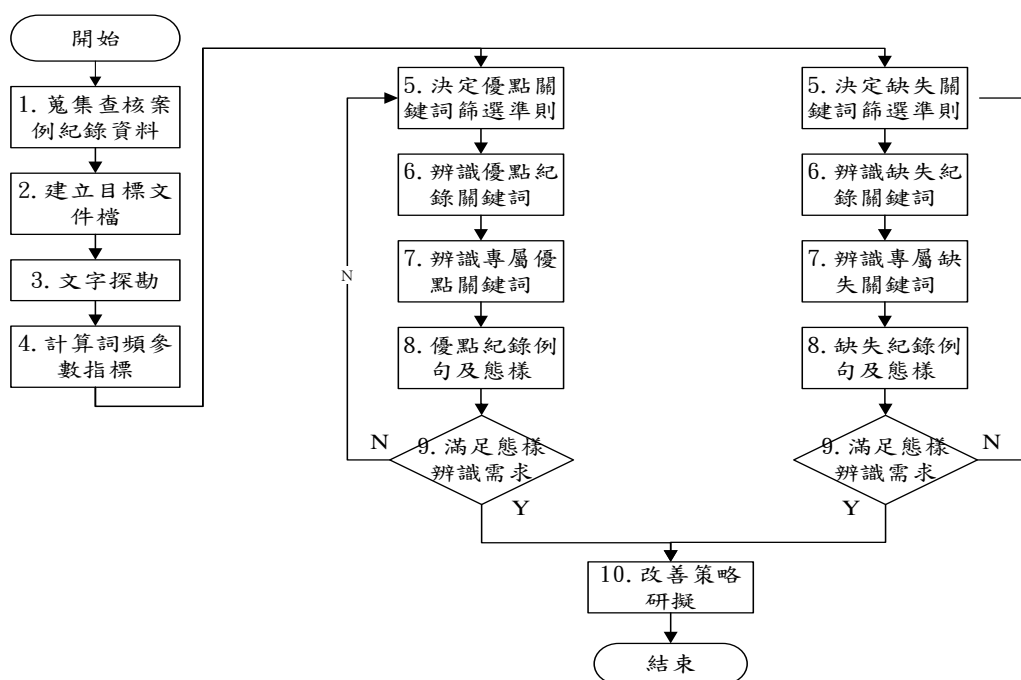 開始
1. 蒐集查核案
例紀錄資料
2. 建立目標文
件檔
3. 文字探勘
4. 計算詞頻參
數指標
5. 決定優點關
鍵詞篩選準則
6. 辨識優點紀
錄關鍵詞
7. 辨識專屬優
點關鍵詞
8. 優點紀錄例
句及態樣
9. 滿足態樣
辨識需求
N
N
Y
5. 決定缺失關
鍵詞篩選準則
6. 辨識缺失紀
錄關鍵詞
7. 辨識專屬缺
失關鍵詞
8. 缺失紀錄例
句及態樣
9. 滿足態樣
辨識需求
N
Y
10. 改善策略
研擬
結束